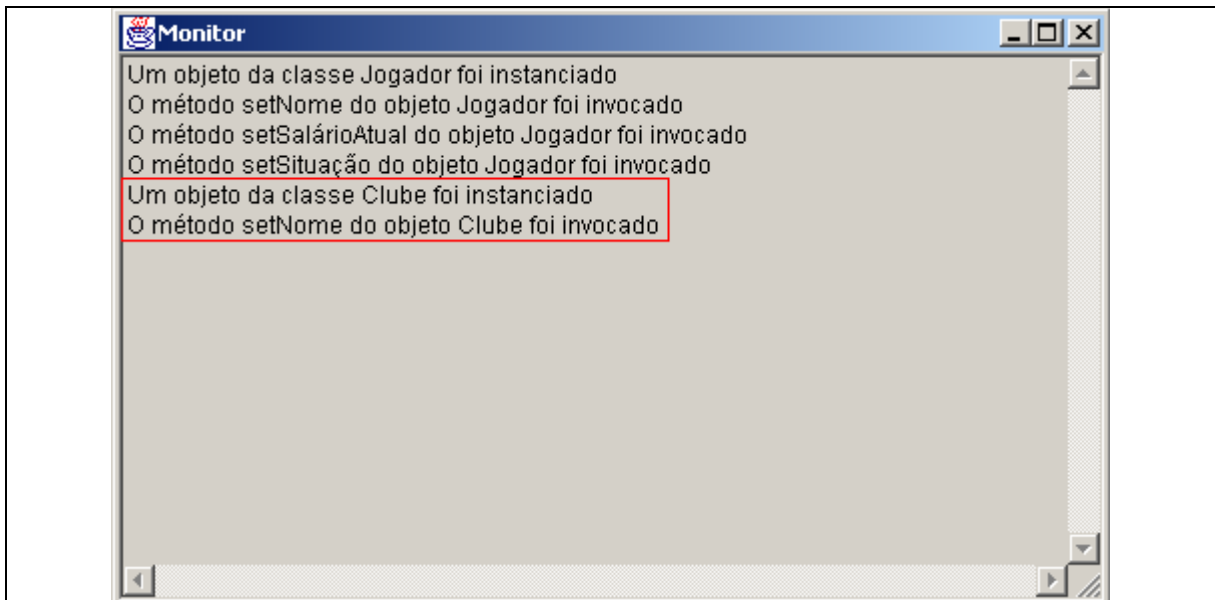 Monitor
Um objeto da classe Jogador foi instanciado
O método setNome do objeto Jogador foi invocado
O método setSalárioAtual do objeto Jogador foi invocado
O método setSituação do objeto Jogador foi invocado
Um objeto da classe Clube foi instanciado
O método setNome do objeto Clube foi invocado